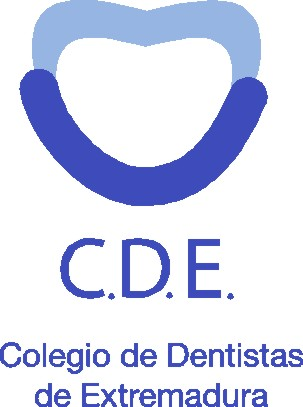 C.D.E.
Colegio de Dentistas
de Extremadura